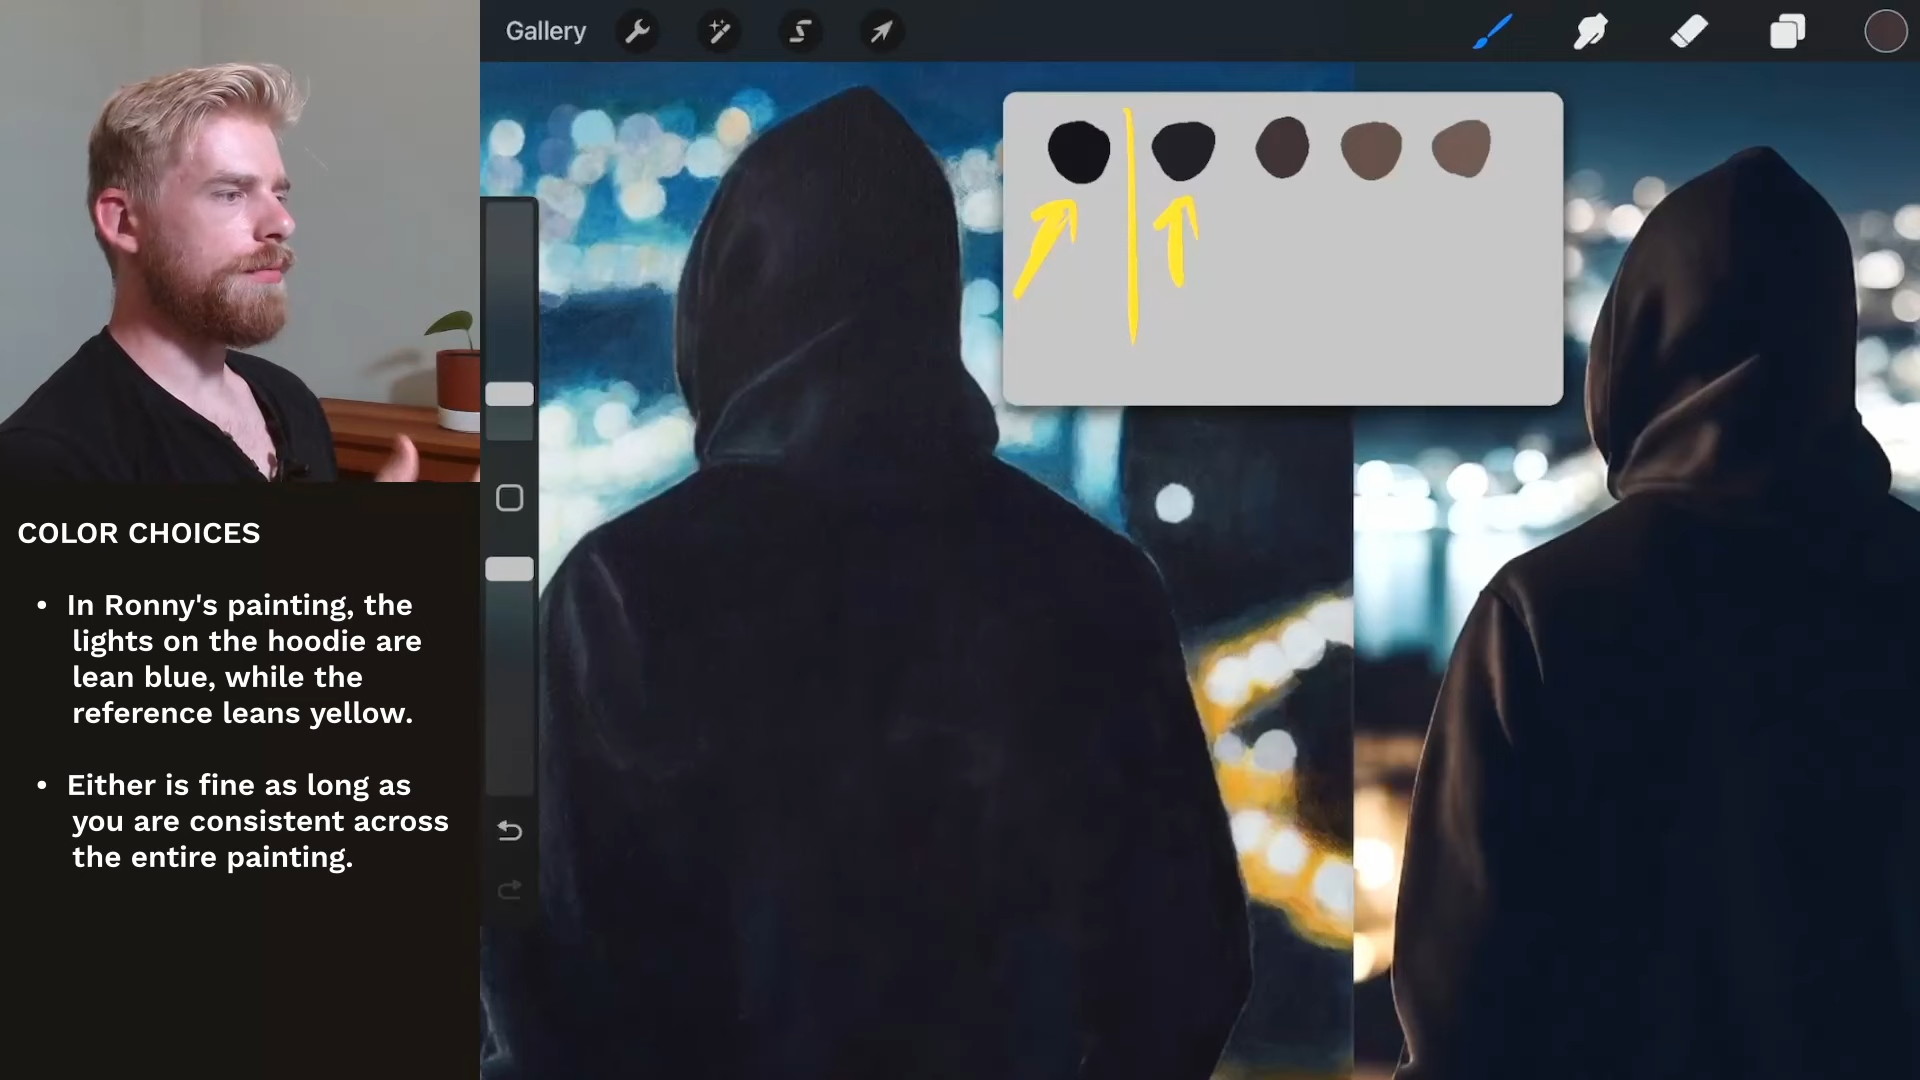 Gallery
COLOR CHOICES
• In Ronny's painting, the
lights on the hoodie are
lean blue, while the
reference leans yellow.
• Either is fine as long as
you are consistent across
the entire painting.